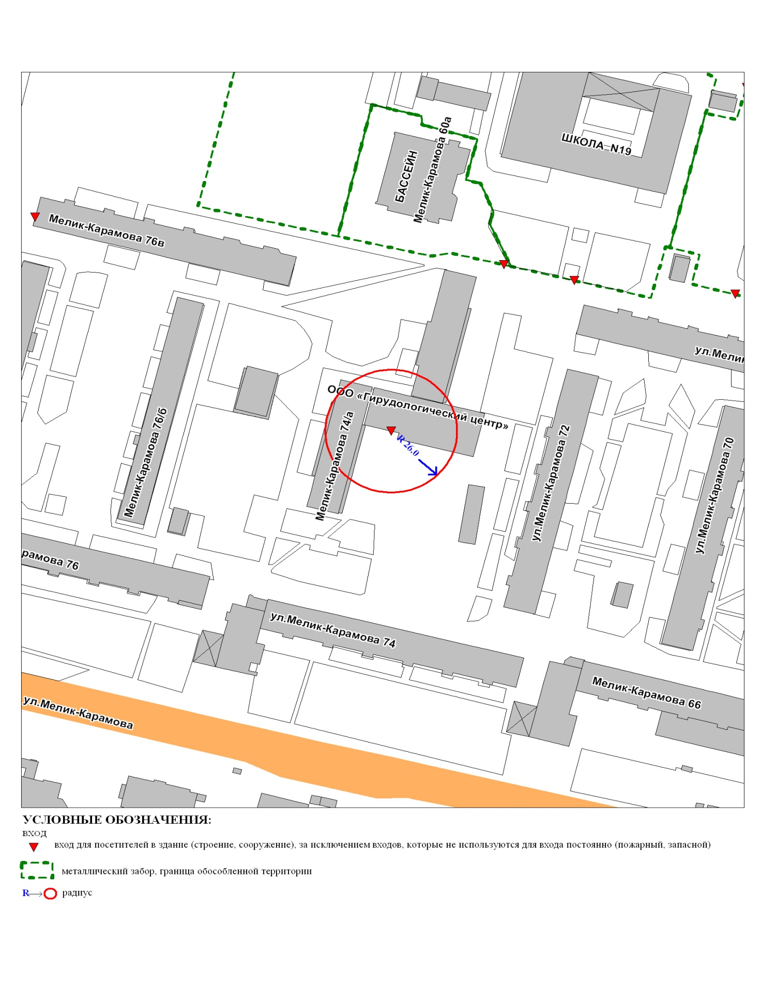 БАССЕЙН
Мелик-Карамова 60а
ШКОЛА N19
Мелик-Карамова 76в
ул.Мелик
ООО «Гирудологический центр»
Мелик-Карамова 76/б
Мелик-Карамова 74/а
R 26.0
ул.Мелик-Карамова 72
ул.Мелик-Карамова 70
рамова 76
ул.Мелик-Карамова 74
Мелик-Карамова 66
ул.Мелик-Карамова
УСЛОВНЫЕ ОБОЗНАЧЕНИЯ:
вход
вход для посетителей в здание (строение, сооружение), за исключением входов, которые не используются для входа постоянно (пожарный, запасной)
металлический забор, граница обособленной территории
R радиус